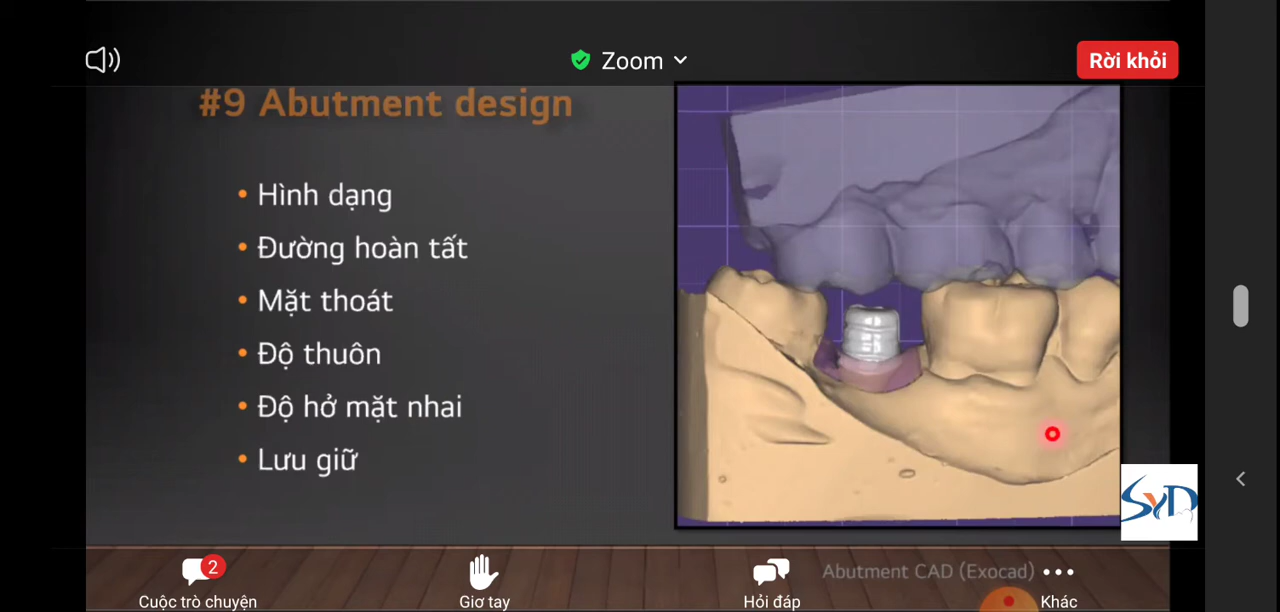 Zoom
Rời khỏi
#9 Abutment design
• Hình dạng
• Đường hoàn tất
• Mặt thoát
• Độ thuôn
• Độ hở mặt nhai
• Lưu giữ
SYD
Abutment CAD (Exocad)
2
Cuộc trò chuyện
Giơ tay
Hỏi đáp
Khác